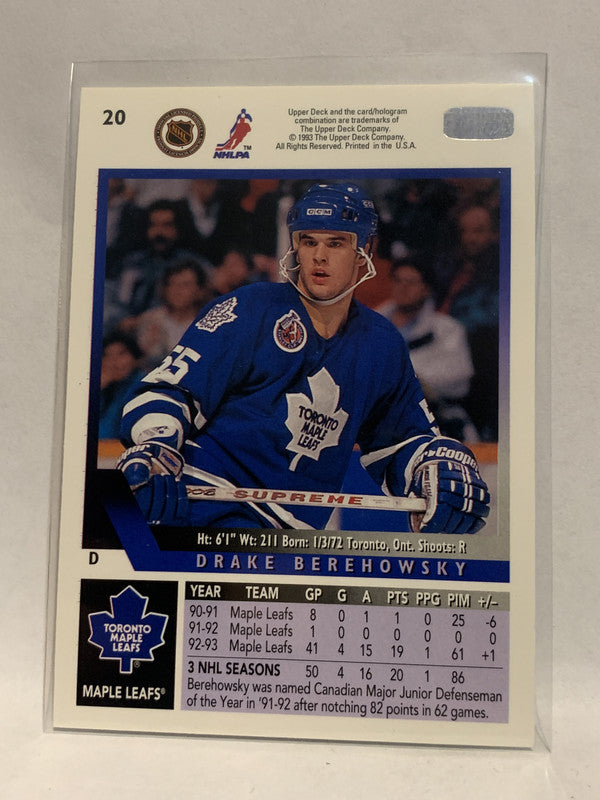 20
NHL
NHLPA™
Upper Deck and the card/hologram
combination are trademarks of
The Upper Deck Company.
© 1993 The Upper Deck Company.
All Rights Reserved. Printed in the U.S.A.
CCM
55
TORONTO
MAPLE
LEAFS
Cooper
SUPREME
Ht: 6'1" Wt: 211 Born: 1/3/72 Toronto, Ont. Shoots: R
D
DRAKE BEREHOWSKY
TORONTO
MAPLE
LEAFS
®
MAPLE LEAFS®
YEAR TEAM GP G A PTS PPG PIM +/–
90-91 Maple Leafs 8 0 1 1 0 25 -6
91-92 Maple Leafs 1 0 0 0 0 0 0
92-93 Maple Leafs 41 4 15 19 1 61 +1
3 NHL SEASONS 50 4 16 20 1 86
Berehowsky was named Canadian Major Junior Defenseman
of the Year in '91-92 after notching 82 points in 62 games.